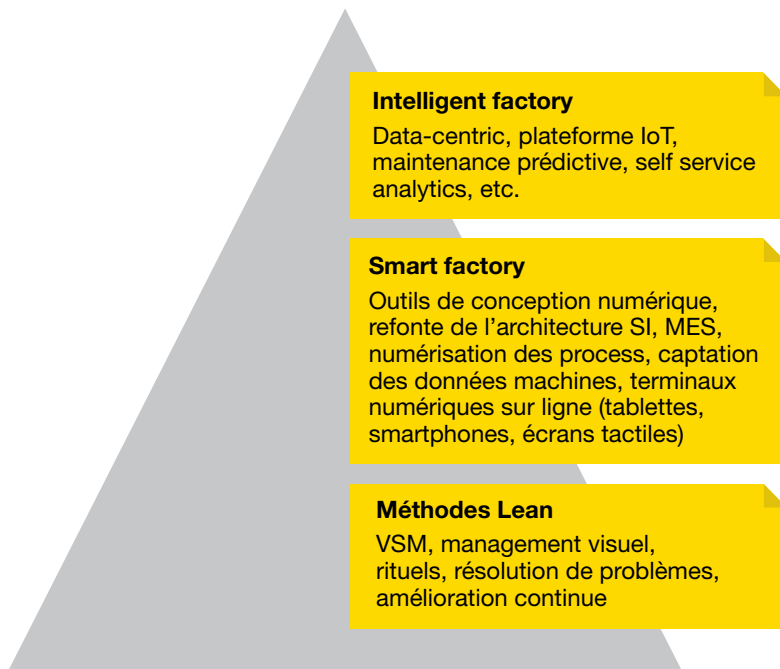 Intelligent factory
Data-centric, plateforme IoT,
maintenance prédictive, self service
analytics, etc.
Smart factory
Outils de conception numérique,
refonte de l’architecture SI, MES,
numérisation des process, captation
des données machines, terminaux
numériques sur ligne (tablettes,
smartphones, écrans tactiles)
Méthodes Lean
VSM, management visuel,
rituels, résolution de problèmes,
amélioration continue